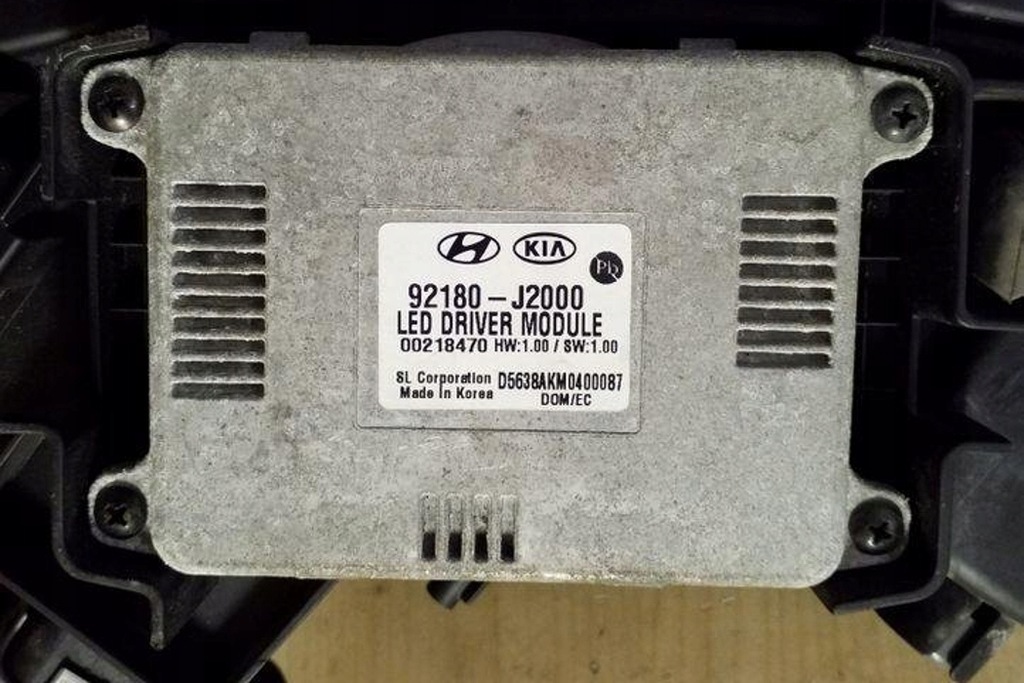 KIA
Pb
92180-J2000
LED DRIVER MODULE
00218470 HW:1.00 / SW:1.00
SL Corporation D5638AKM0400087
Made In Korea DOM/EC